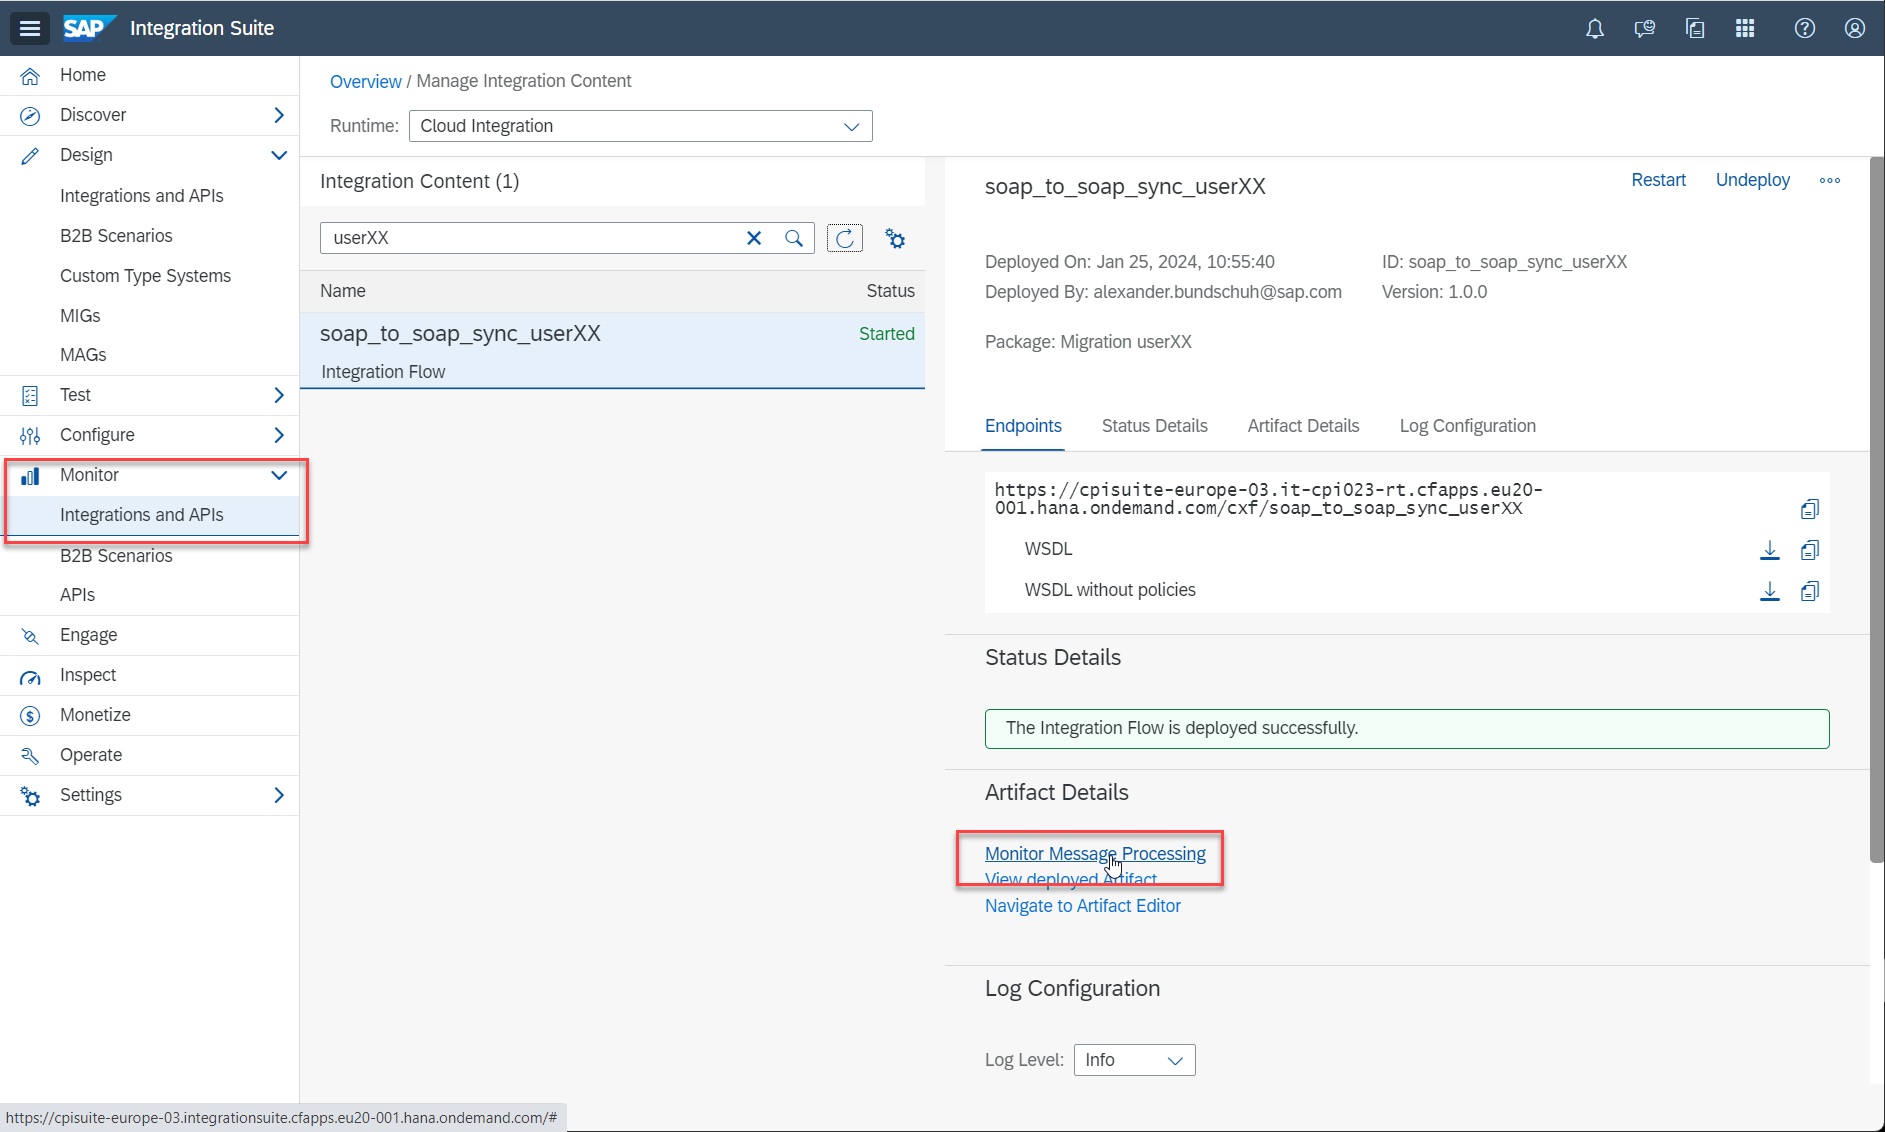 SAP Integration Suite
Home
Discover
Design
Integrations and APIs
B2B Scenarios
Custom Type Systems
MIGs
MAGs
Test
Configure
Monitor
Integrations and APIs
B2B Scenarios
APIs
Engage
Inspect
Monetize
Operate
Settings
Overview / Manage Integration Content
Runtime: Cloud Integration
Integration Content (1)
userXX
Name Status
soap_to_soap_sync_userXX Started
Integration Flow
soap_to_soap_sync_userXX Restart Undeploy
Deployed On: Jan 25, 2024, 10:55:40 ID: soap_to_soap_sync_userXX
Deployed By: alexander.bundschuh@sap.com Version: 1.0.0
Package: Migration userXX
Endpoints Status Details Artifact Details Log Configuration
https://cpisuite-europe-03.it-cpi023-rt.cfapps.eu20-
001.hana.ondemand.com/cxf/soap_to_soap_sync_userXX
WSDL
WSDL without policies
Status Details
The Integration Flow is deployed successfully.
Artifact Details
Monitor Message Processing
View deployed Artifact
Navigate to Artifact Editor
Log Configuration
Log Level: Info
https://cpisuite-europe-03.integrationsuite.cfapps.eu20-001.hana.ondemand.com/#